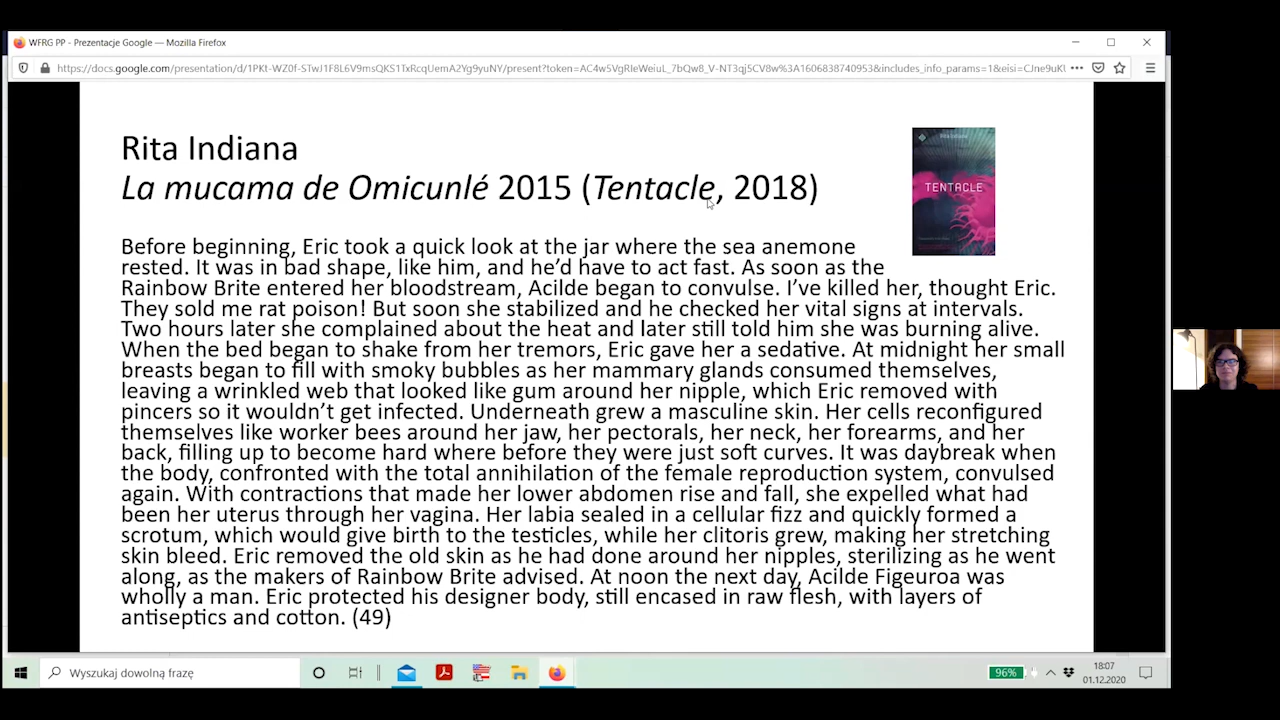 WFRG PP - Prezentacje Google — Mozilla Firefox
Rita Indiana
La mucama de Omicunlé 2015 (Tentacle, 2018)
TENTACLE
Before beginning, Eric took a quick look at the jar where the sea anemone
rested. It was in bad shape, like him, and he’d have to act fast. As soon as the
Rainbow Brite entered her bloodstream, Acilde began to convulse. I’ve killed her, thought Eric.
They sold me rat poison! But soon she stabilized and he checked her vital signs at intervals.
Two hours later she complained about the heat and later still told him she was burning alive.
When the bed began to shake from her tremors, Eric gave her a sedative. At midnight her small
breasts began to fill with smoky bubbles as her mammary glands consumed themselves,
leaving a wrinkled web that looked like gum around her nipple, which Eric removed with
pincers so it wouldn’t get infected. Underneath grew a masculine skin. Her cells reconfigured
themselves like worker bees around her jaw, her pectorals, her neck, her forearms, and her
back, filling up to become hard where before they were just soft curves. It was daybreak when
the body, confronted with the total annihilation of the female reproduction system, convulsed
again. With contractions that made her lower abdomen rise and fall, she expelled what had
been her uterus through her vagina. Her labia sealed in a cellular fizz and quickly formed a
scrotum, which would give birth to the testicles, while her clitoris grew, making her stretching
skin bleed. Eric removed the old skin as he had done around her nipples, sterilizing as he went
along, as the makers of Rainbow Brite advised. At noon the next day, Acilde Figeuroa was
wholly a man. Eric protected his designer body, still encased in raw flesh, with layers of
antiseptics and cotton. (49)
Wyszukaj dowolną frazę
96%
18:07
01.12.2020